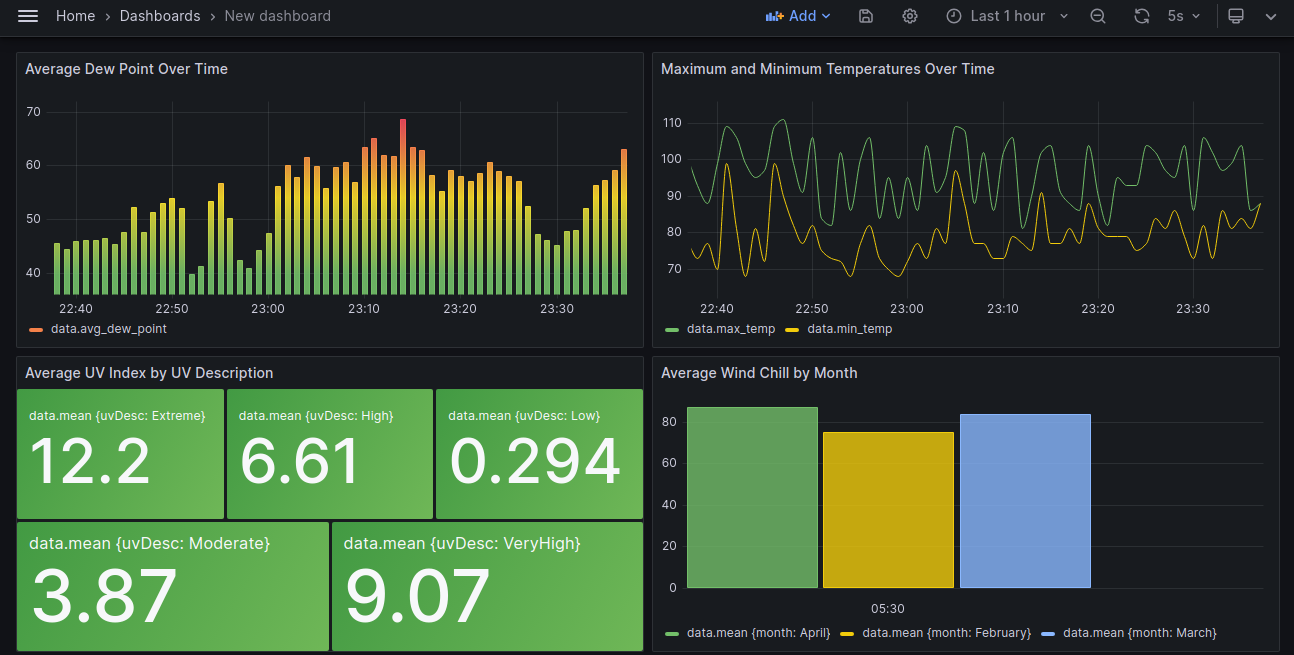 Home › Dashboards › New dashboard Add Last 1 hour 5s
Average Dew Point Over Time
70
60
50
40
22:40 22:50 23:00 23:10 23:20 23:30
data.avg_dew_point
Maximum and Minimum Temperatures Over Time
110
100
90
80
70
22:40 22:50 23:00 23:10 23:20 23:30
data.max_temp data.min_temp
Average UV Index by UV Description
data.mean {uvDesc: Extreme}
12.2
data.mean {uvDesc: High}
6.61
data.mean {uvDesc: Low}
0.294
data.mean {uvDesc: Moderate}
3.87
data.mean {uvDesc: VeryHigh}
9.07
Average Wind Chill by Month
80
60
40
20
0
05:30
data.mean {month: April} data.mean {month: February} data.mean {month: March}